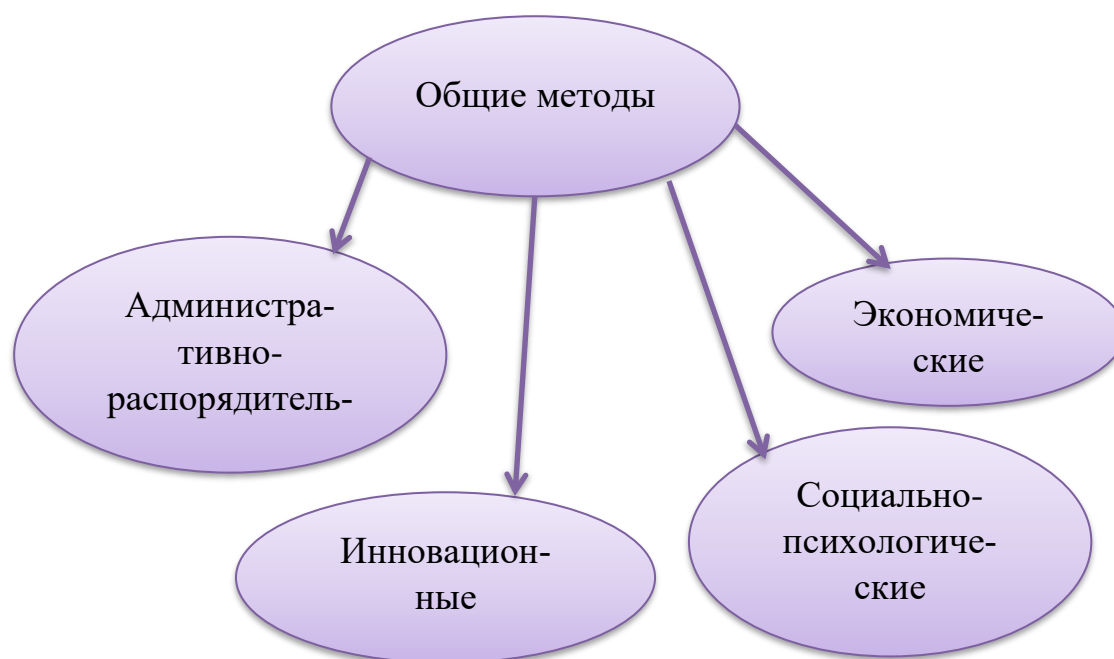 Общие методы
Администра-
тивно-
распорядитель-
Экономиче-
ские
Инновацион-
ные
Социально-
психологиче-
ские